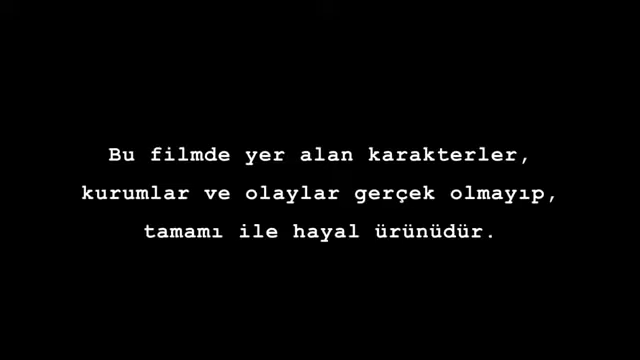 Bu filmde yer alan karakterler,
kurumlar ve olaylar gerçek olmayıp,
tamamı ile hayal ürünüdür.